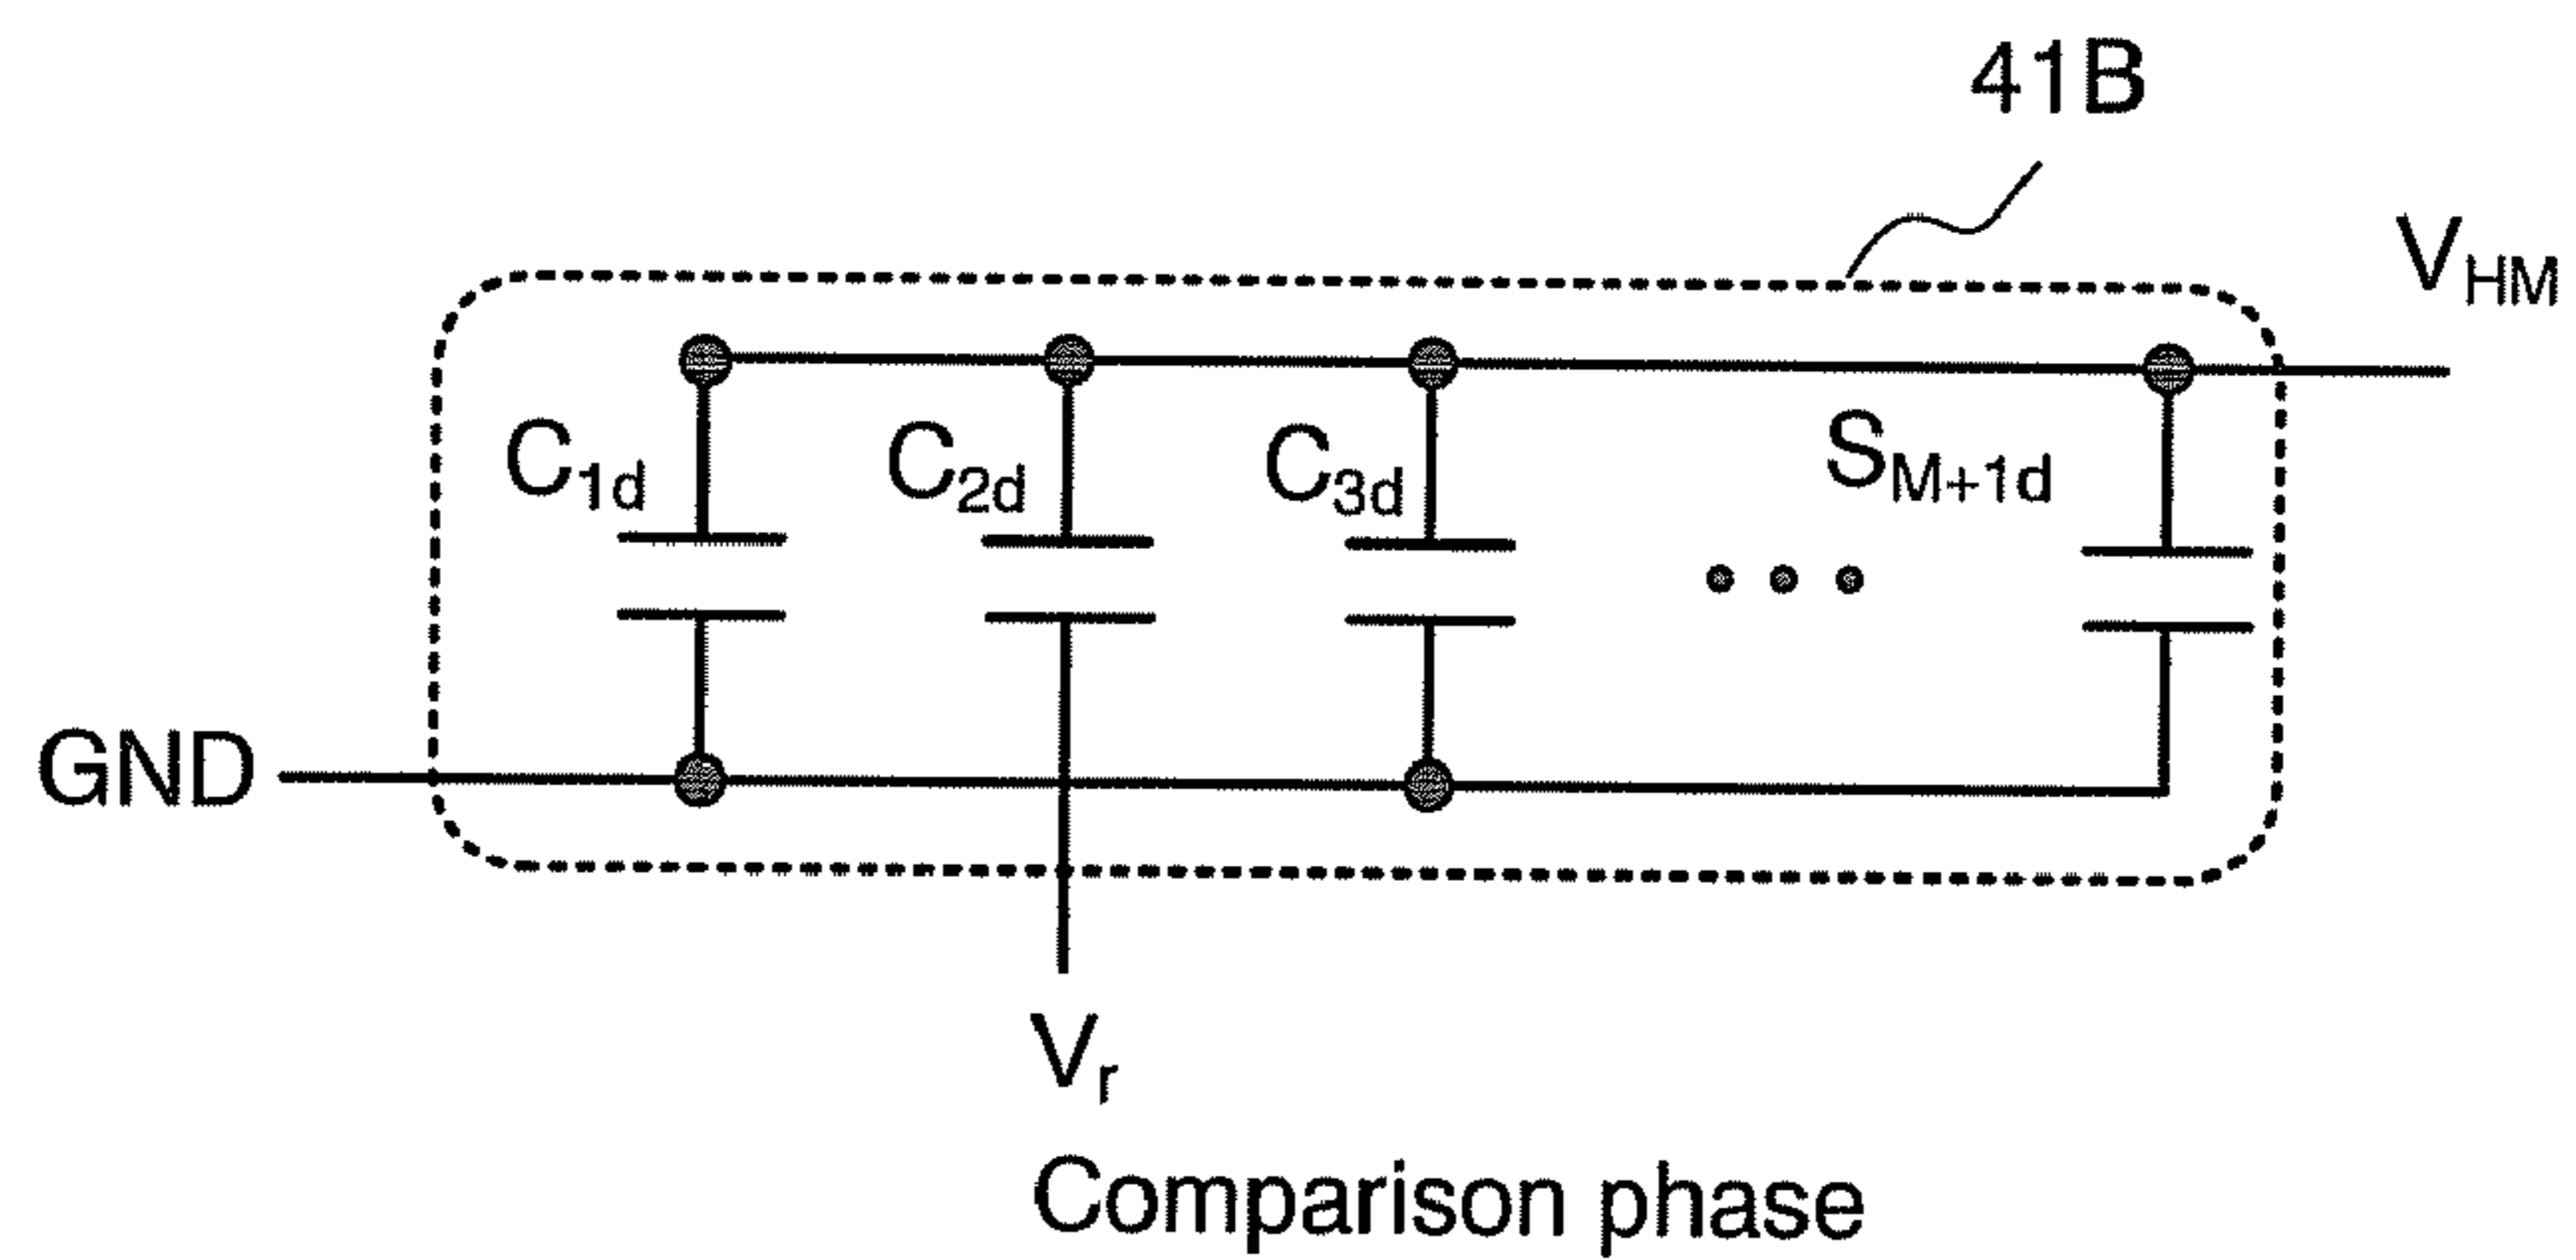 41B
V_HM
C_1d C_2d C_3d S_M+1d
GND
V_r
Comparison phase